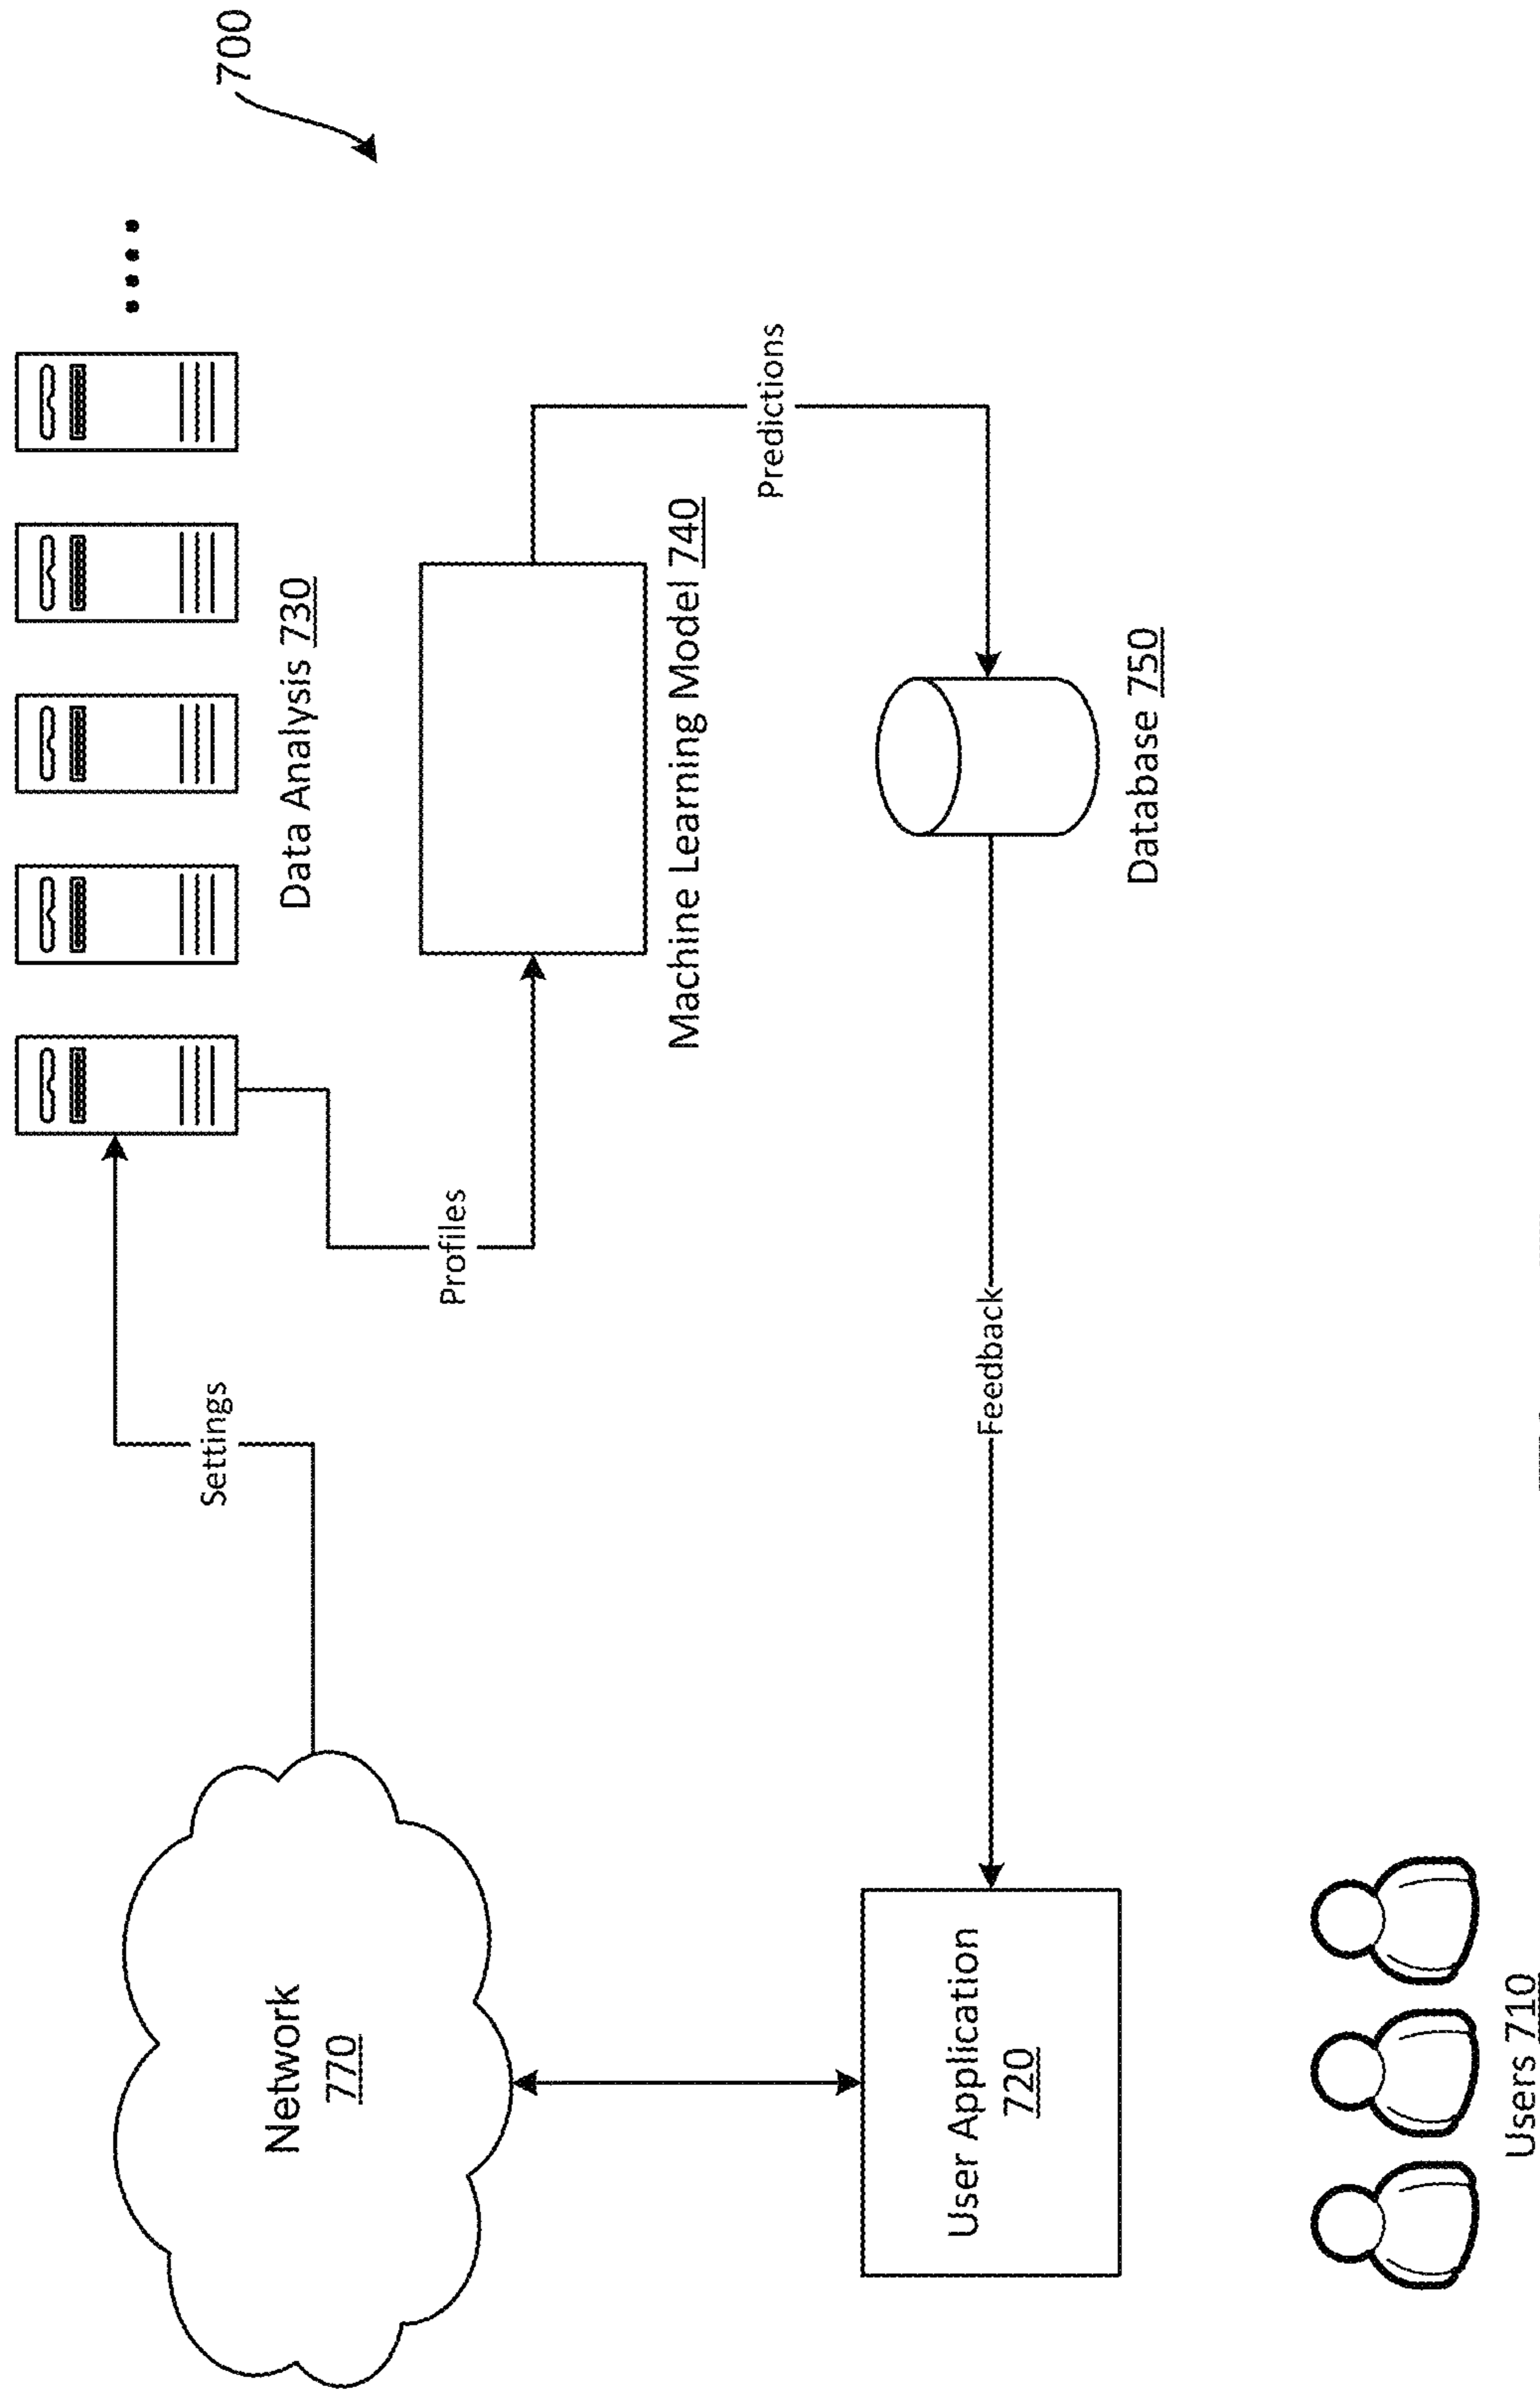 700
Data Analysis 730
Settings
Profiles
Machine Learning Model 740
Predictions
Network
770
User Application
720
Feedback
Database 750
Users 710